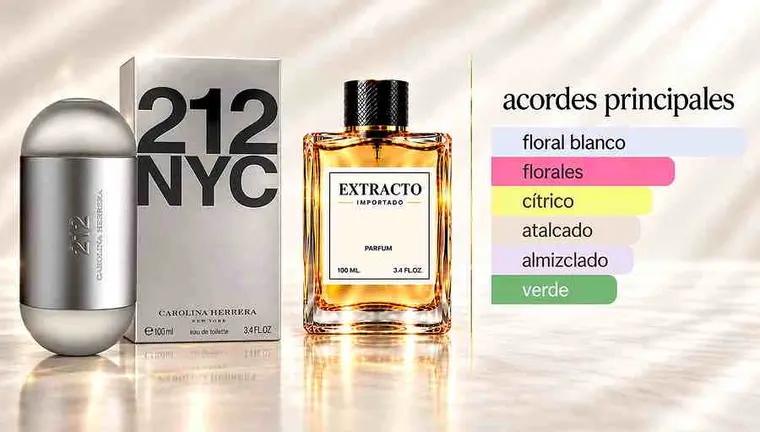 212
CAROLINA HERRERA
212
NYC
CAROLINA HERRERA
NEW YORK
e 100 ml eau de toilette 3.4 FL.OZ
EXTRACTO
IMPORTADO
PARFUM
100 ML. 3.4 FL.OZ.
acordes principales
floral blanco
florales
cítrico
atalcado
almizclado
verde